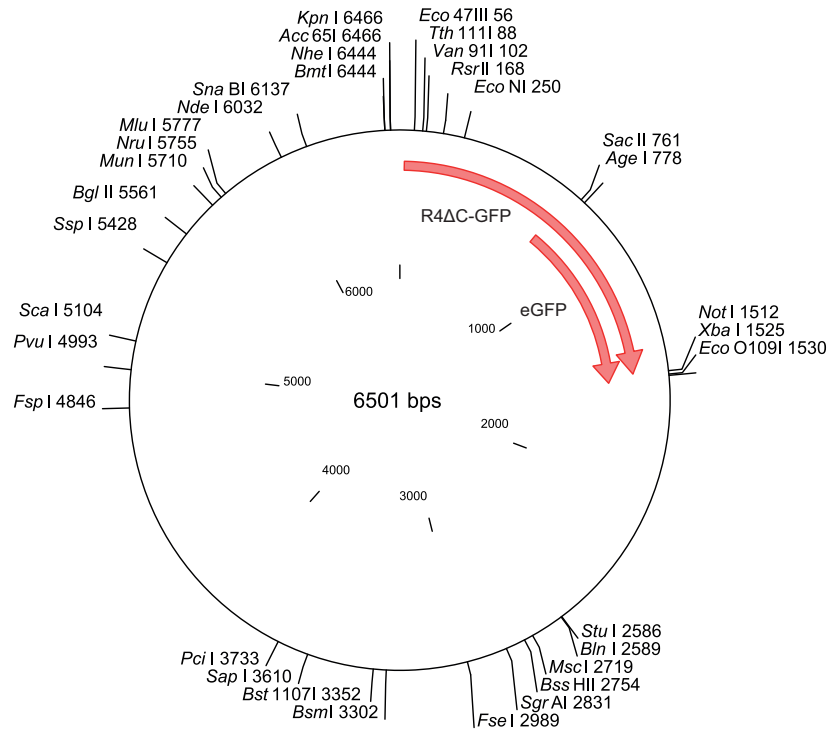 Kpn I 6466
Acc 65I 6466
Nhe I 6444
Bmt I 6444
Sna BI 6137
Nde I 6032
Mlu I 5777
Nru I 5755
Mun I 5710
Bgl II 5561
Ssp I 5428
Sca I 5104
Pvu I 4993
Fsp I 4846
Eco 47III 56
Tth 111I 88
Van 91I 102
Rsr II 168
Eco NI 250
Sac II 761
Age I 778
R4ΔC-GFP
eGFP
6000
1000
5000
6501 bps
2000
4000
3000
Not I 1512
Xba I 1525
Eco O109I 1530
Stu I 2586
Bln I 2589
Msc I 2719
Bss HII 2754
Sgr AI 2831
Fse I 2989
Pci I 3733
Sap I 3610
Bst 1107I 3352
Bsm I 3302